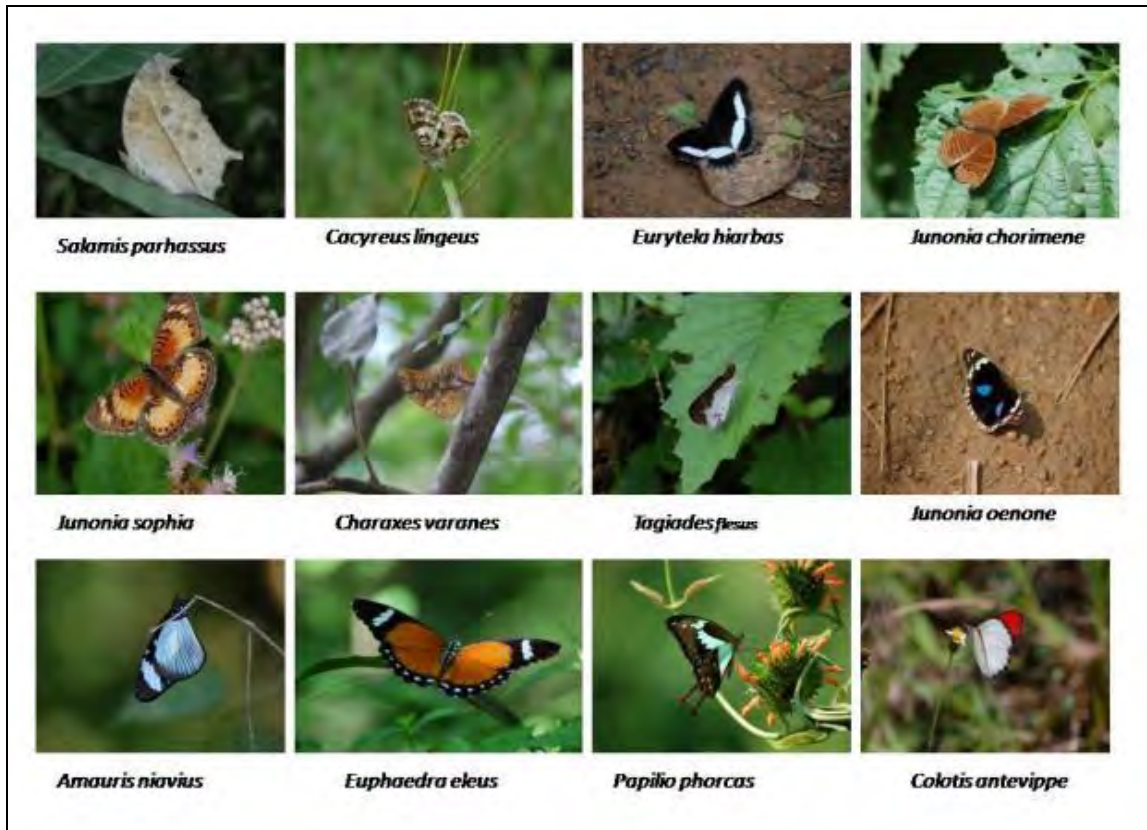 Salamis parhassus
Cacyreus lingeus
Eurytela hiarbas
Junonia chorimene
Junonia sophia
Charaxes varanes
Tagiades flesus
Junonia oenone
Amauris niavius
Euphaedra eleus
Papilio phorcas
Colotis antevippe